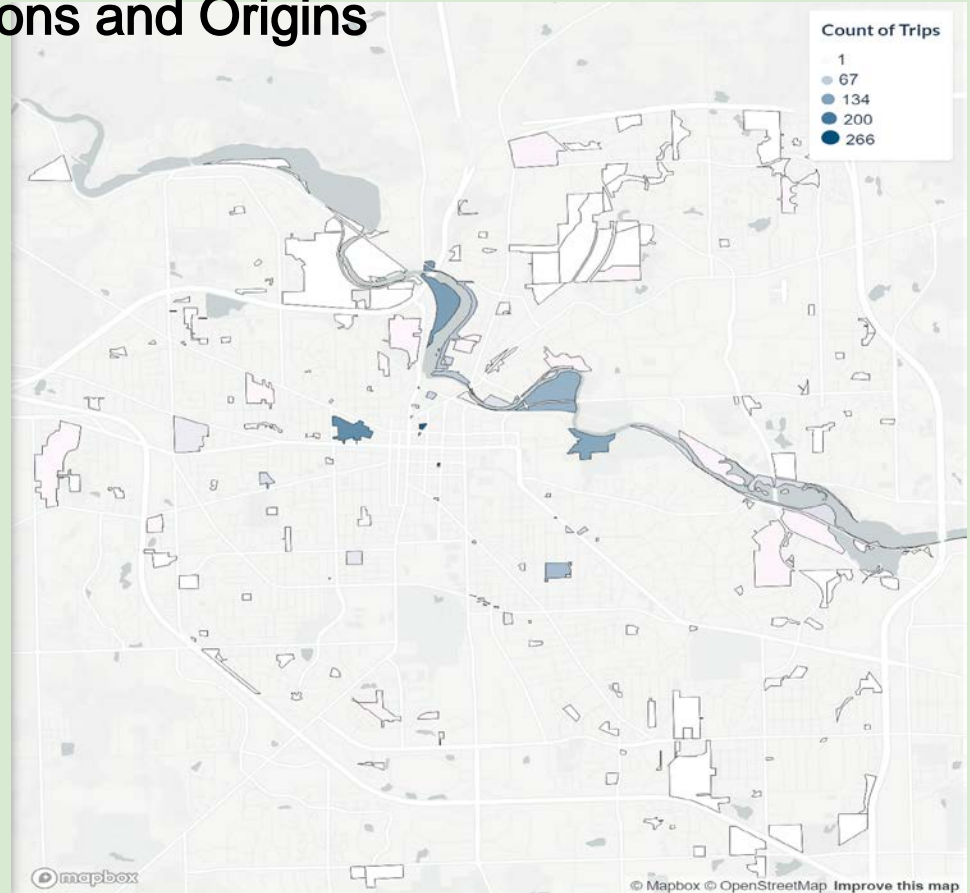 ons and Origins
Count of Trips
1
67
134
200
266
mapbox
© Mapbox © OpenStreetMap Improve this map